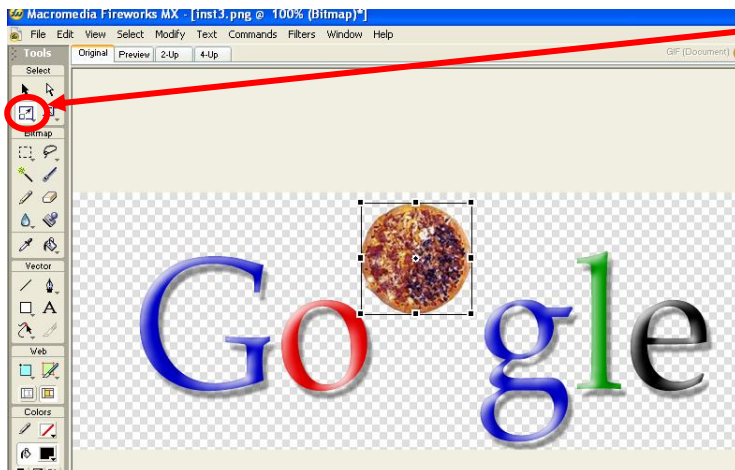 Macromedia Fireworks MX - [inst3.png @ 100% (Bitmap)*]
File Edit View Select Modify Text Commands Filters Window Help
Tools
Original Preview 2-Up 4-Up
GIF (Document)
Select
Bitmap
Vector
A
Web
Colors
Go gle